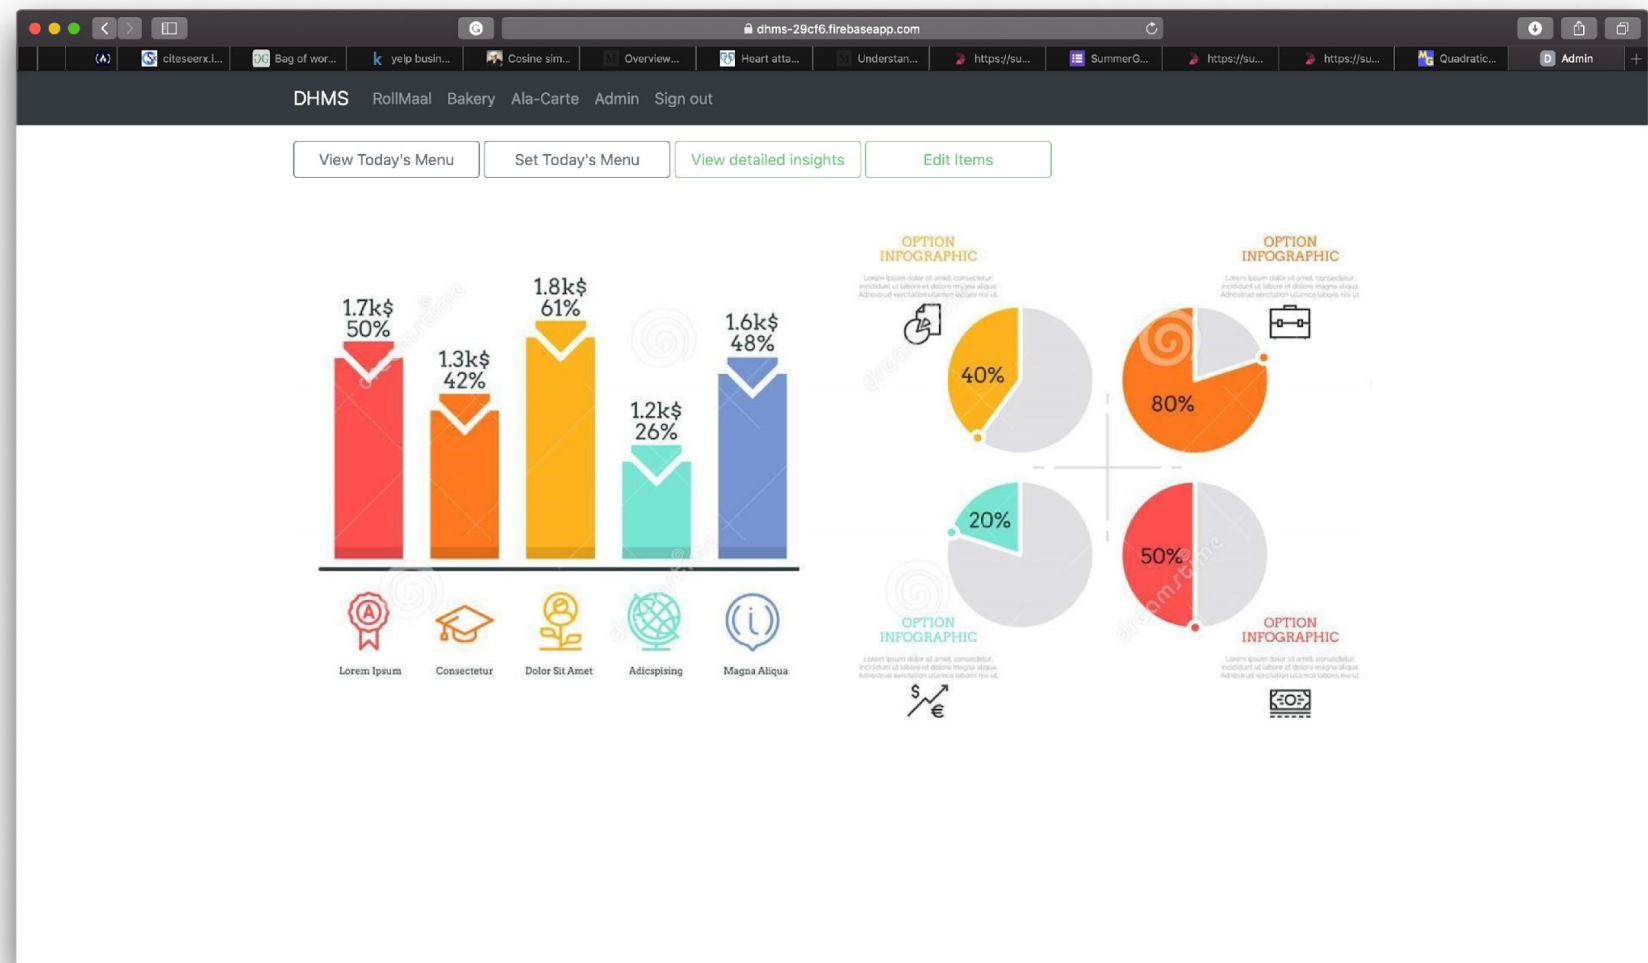 dhms-29cf6.firebaseapp.com
citeseerx.i...
Bag of wor...
yelp busin...
Cosine sim...
Overview...
Heart atta...
Understan...
https://su...
SummerG...
https://su...
https://su...
Quadratic...
Admin
DHMS RollMaal Bakery Ala-Carte Admin Sign out
View Today's Menu
Set Today's Menu
View detailed insights
Edit Items
1.7k$
50%
1.3k$
42%
1.8k$
61%
1.2k$
26%
1.6k$
48%
Lorem Ipsum
Consectetur
Dolor Sit Amet
Adicspising
Magna Aliqua
OPTION
INFOGRAPHIC
40%
OPTION
INFOGRAPHIC
80%
20%
OPTION
INFOGRAPHIC
50%
OPTION
INFOGRAPHIC
dreamstime